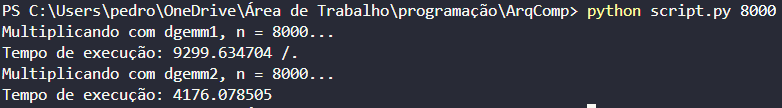 PS C:\Users\pedro\OneDrive\Área de Trabalho\programação\ArqComp> python script.py 8000
Multiplicando com dgemm1, n = 8000...
Tempo de execução: 9299.634704 /.
Multiplicando com dgemm2, n = 8000...
Tempo de execução: 4176.078505